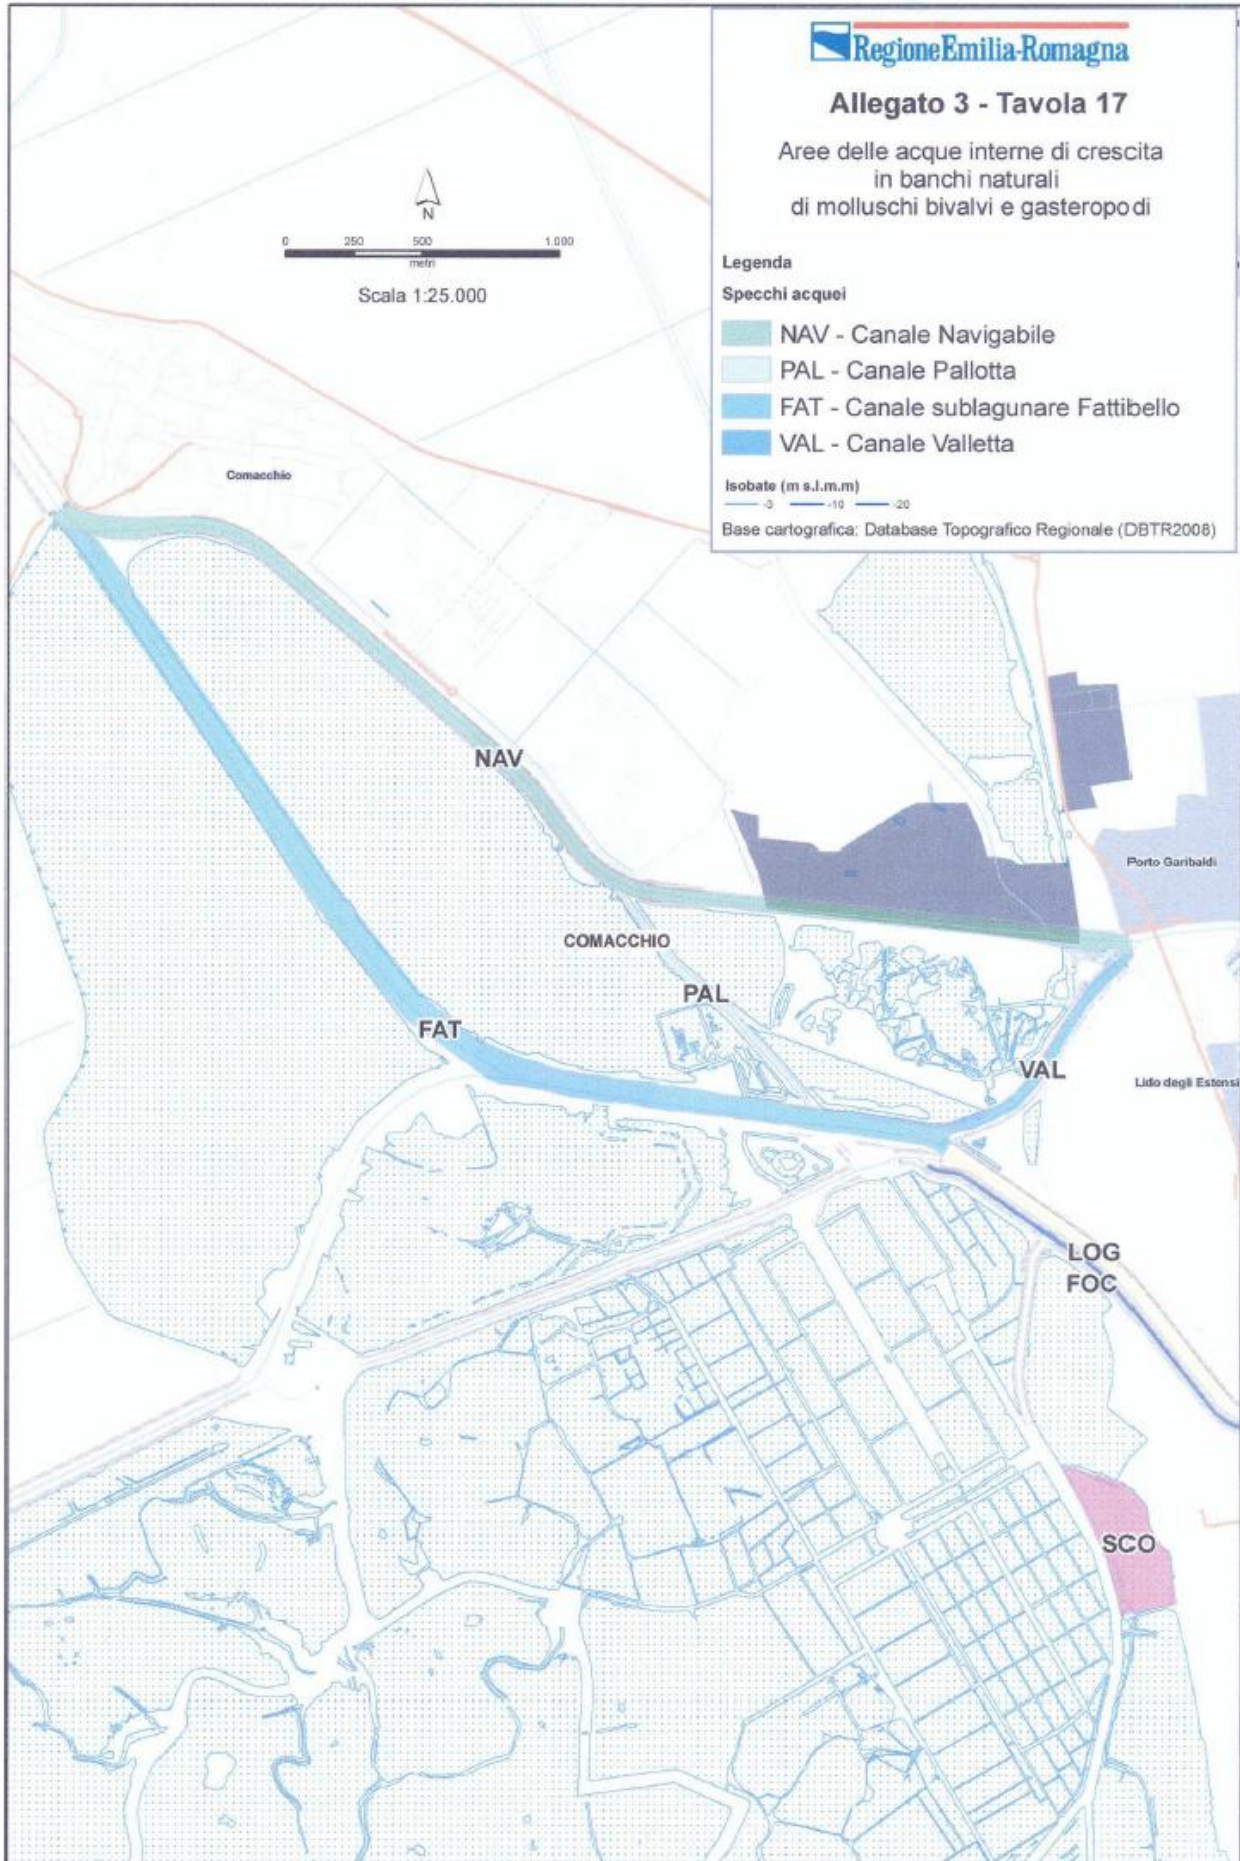 RegioneEmilia-Romagna
Allegato 3 - Tavola 17
Aree delle acque interne di crescita
in banchi naturali
di molluschi bivalvi e gasteropodi
N
0 250 500 1.000
metri
Scala 1:25.000
Legenda
Specchi acquei
NAV - Canale Navigabile
PAL - Canale Pallotta
FAT - Canale sublagunare Fattibello
VAL - Canale Valletta
Isobate (m s.l.m.m)
-3 -10 -20
Base cartografica: Database Topografico Regionale (DBTR2008)
Comacchio
NAV
Porto Garibaldi
COMACCHIO
PAL
FAT
VAL
Lido degli Estensi
LOG
FOC
SCO